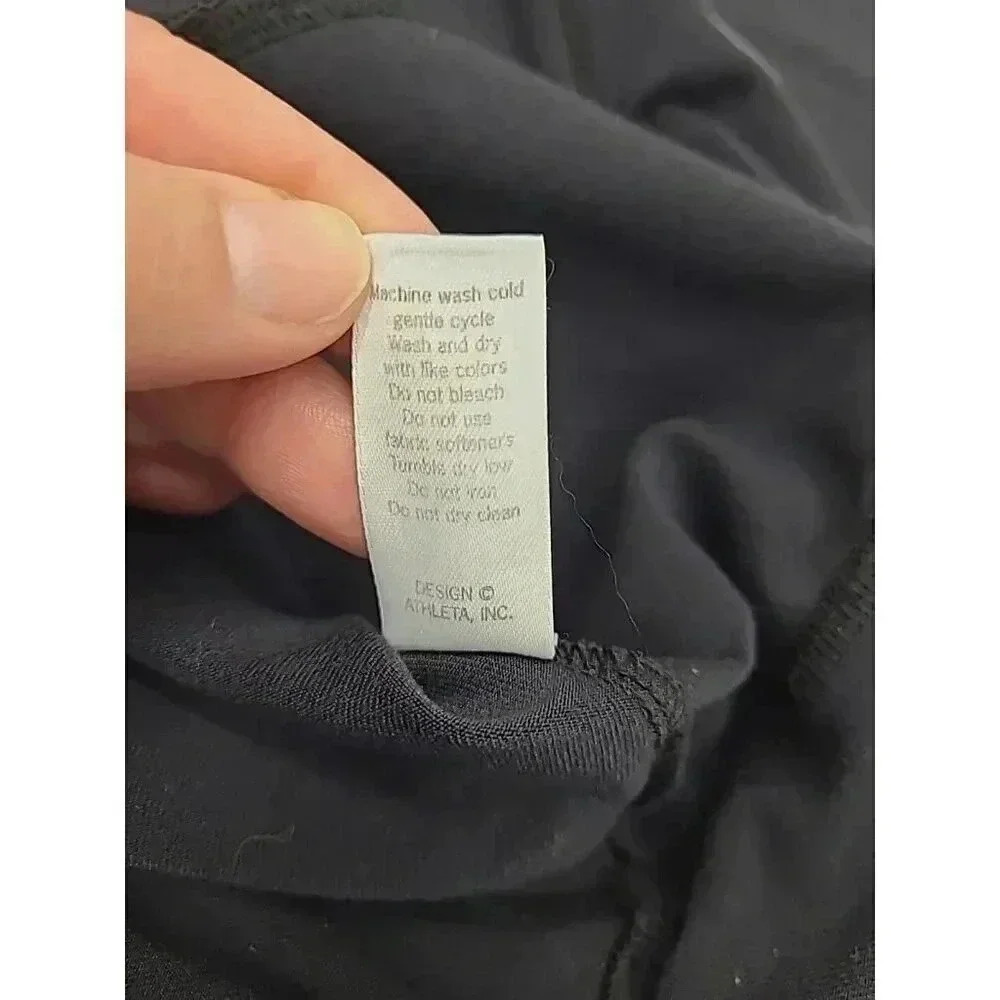 Machine wash cold
gentle cycle
Wash and dry
with like colors
Do not bleach
Do not use
fabric softener's
Tumble dry low
Do not iron
Do not dry clean
DESIGN ©
ATHLETA, INC.